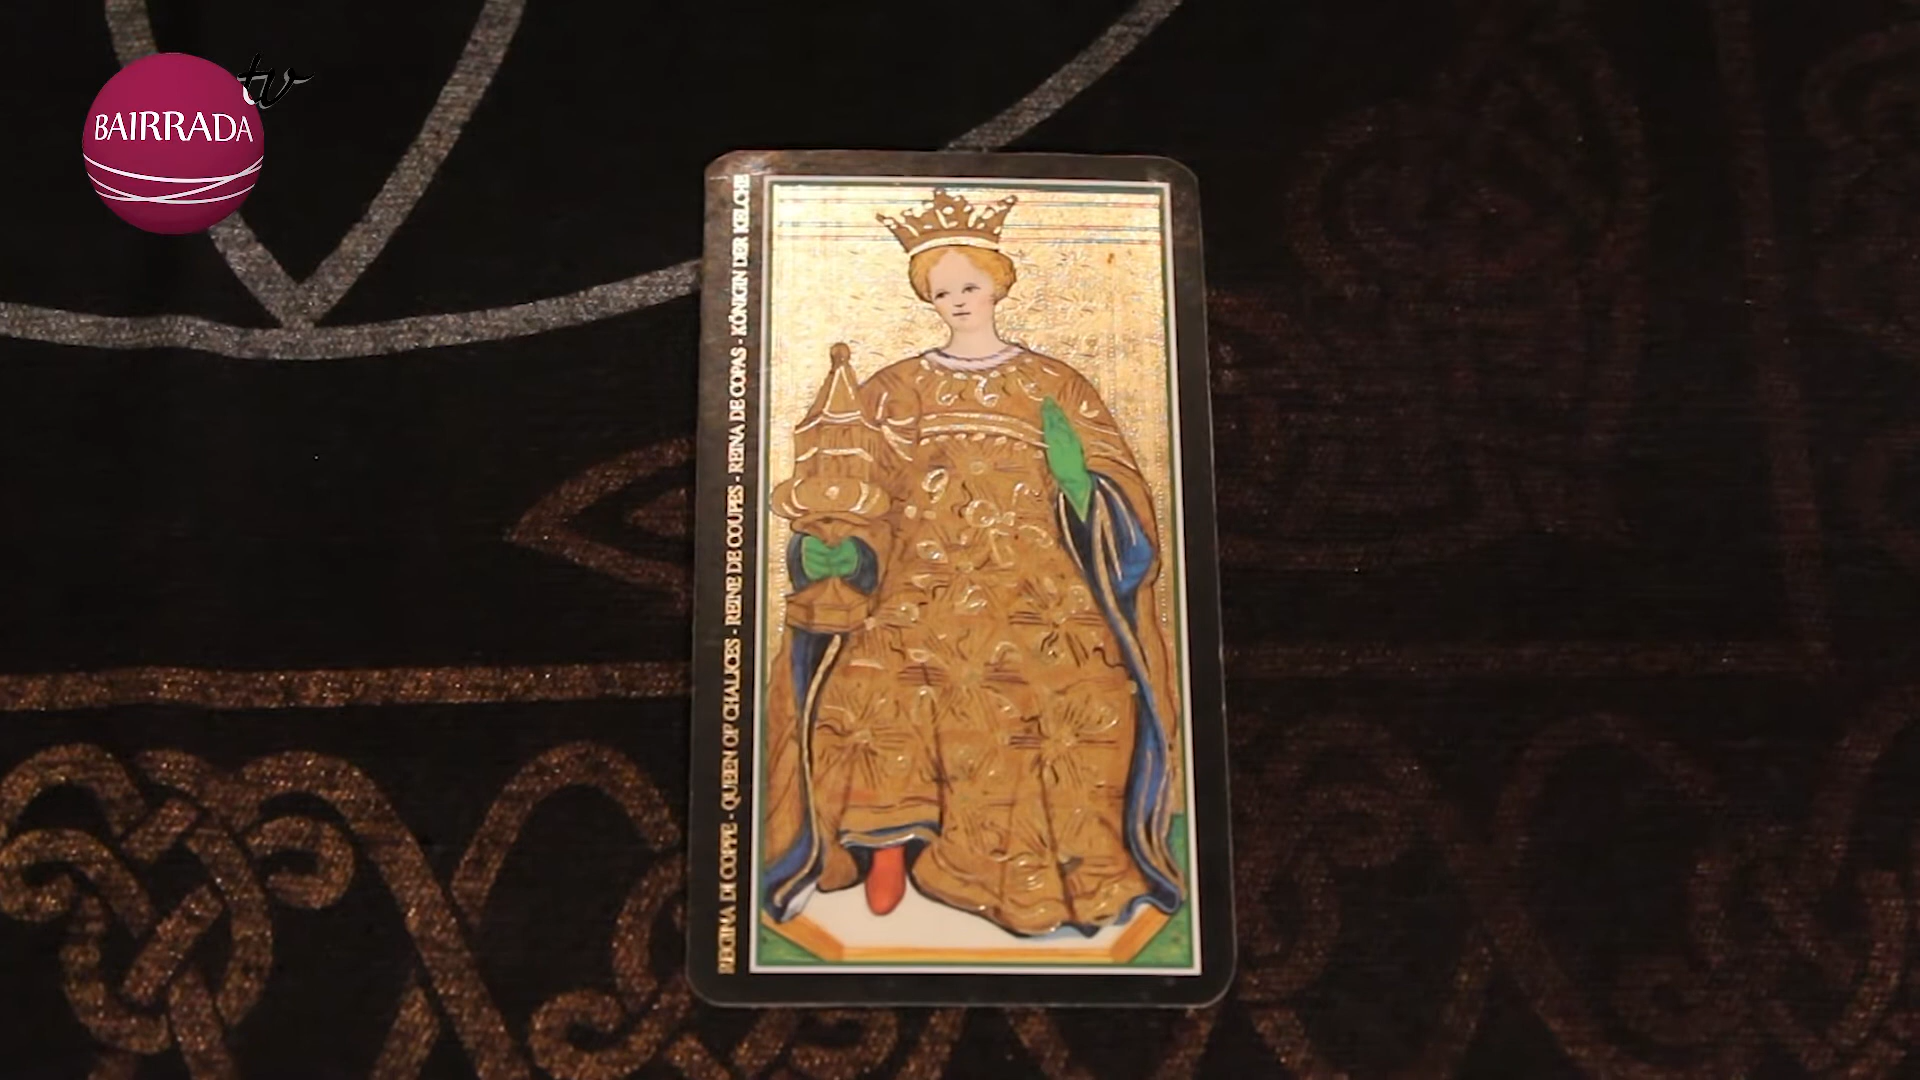 BAIRRADA
tv
REGINA DI COPPE - QUEEN OF CHALICES - REINE DE COUPES - REINA DE COPAS - KÖNIGIN DER KELCHE